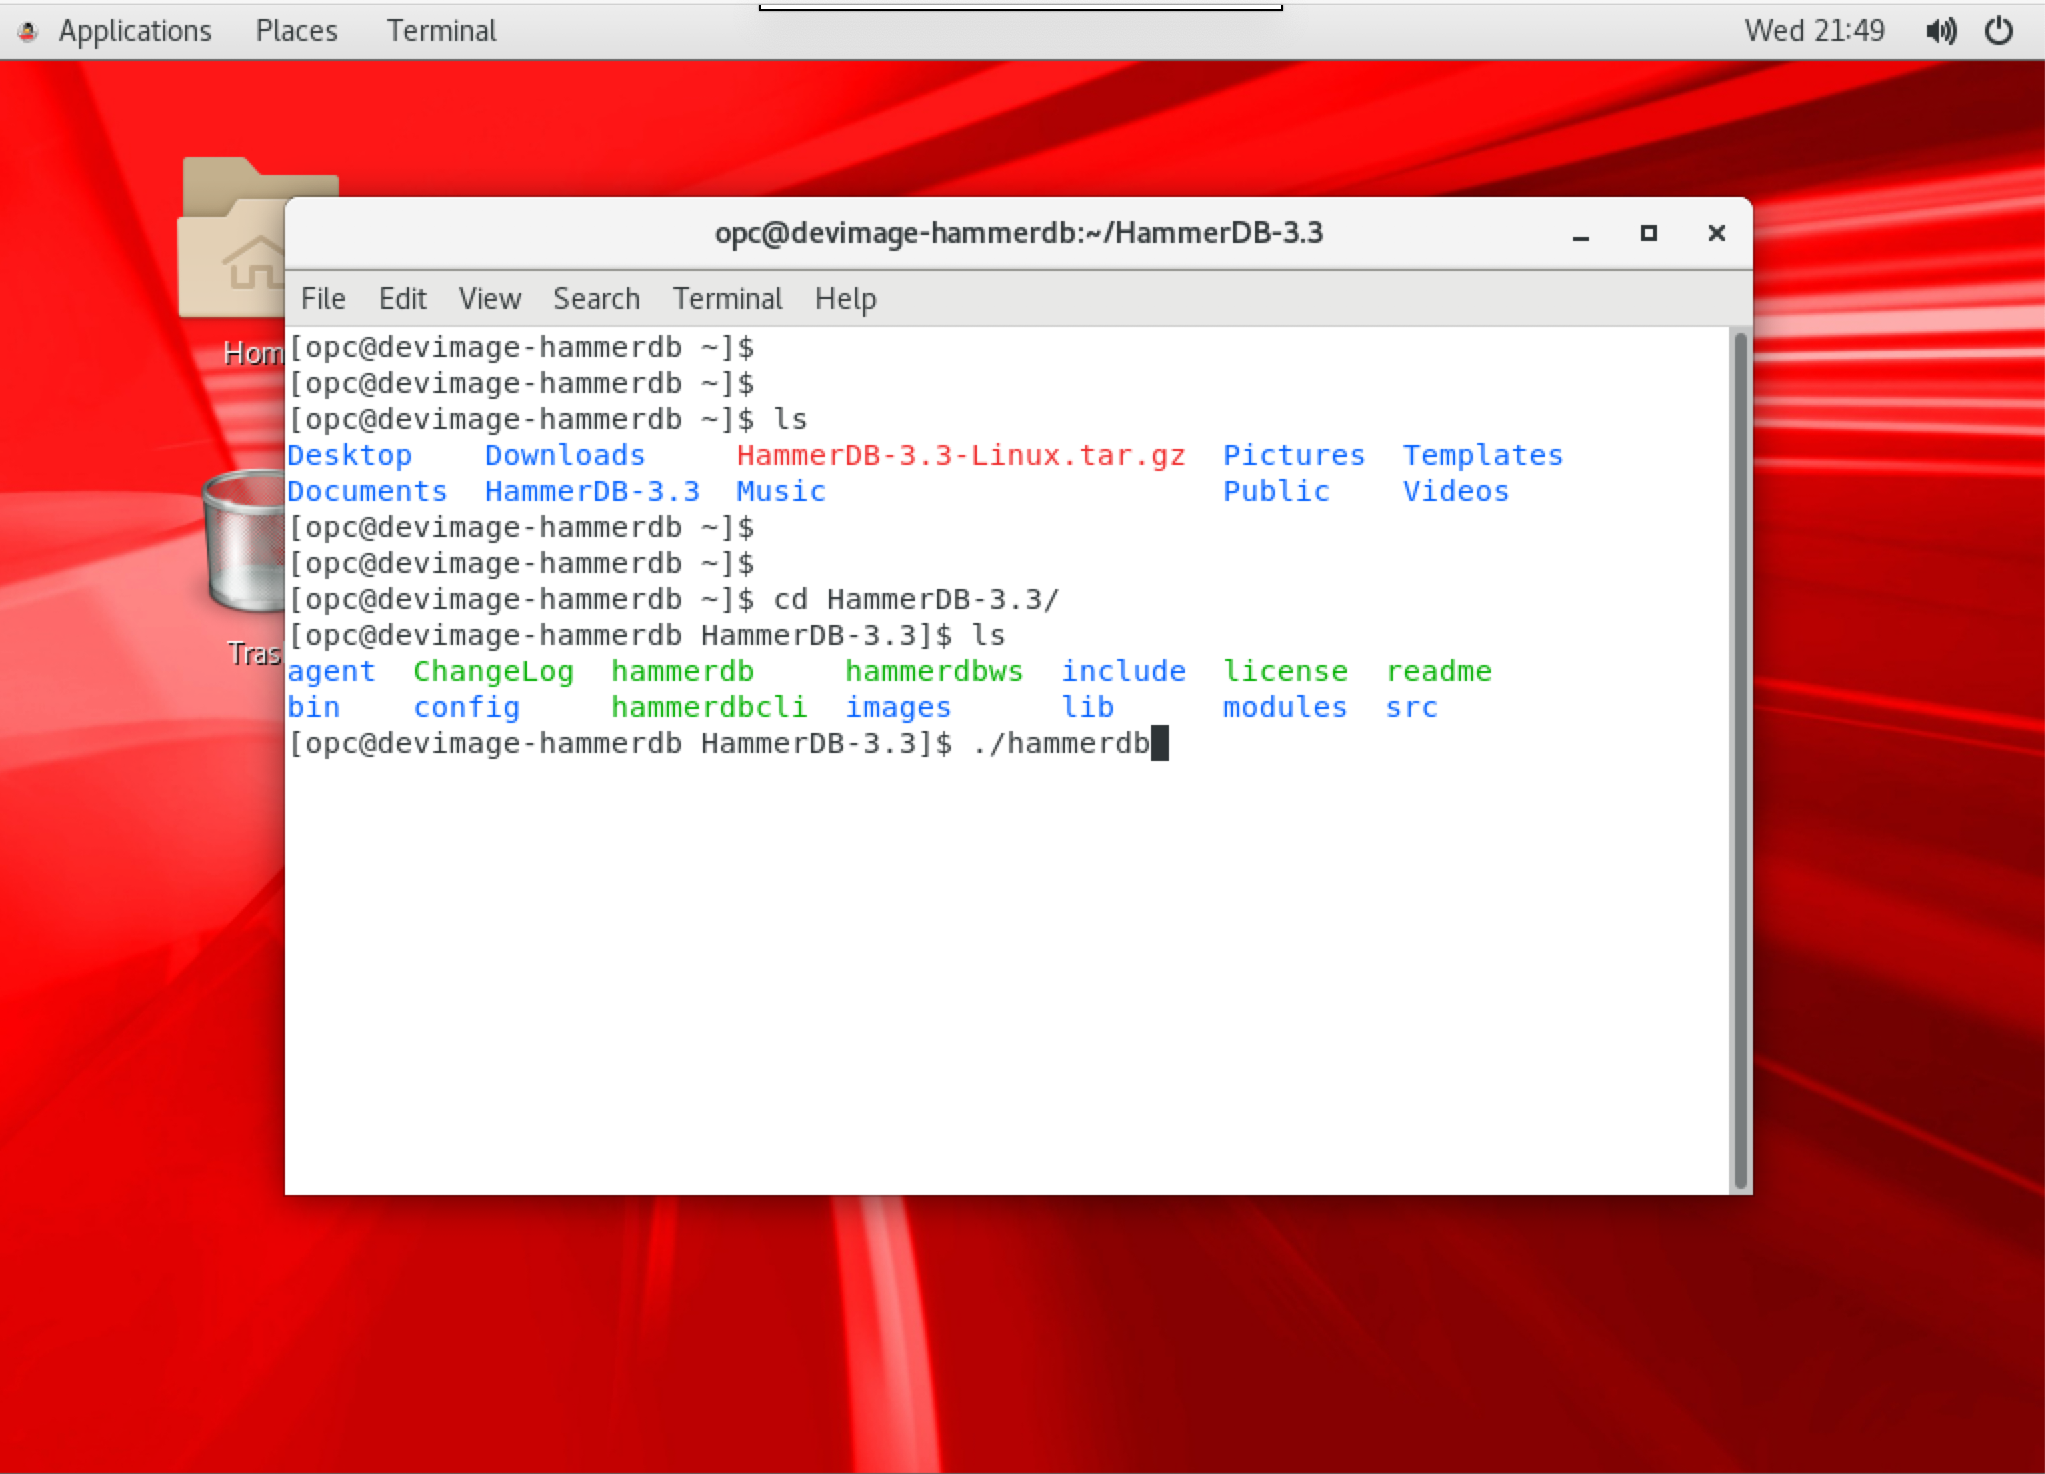 Applications Places Terminal Wed 21:49
opc@devimage-hammerdb:~/HammerDB-3.3
File Edit View Search Terminal Help
Hom
Tras
[opc@devimage-hammerdb ~]$
[opc@devimage-hammerdb ~]$
[opc@devimage-hammerdb ~]$ ls
Desktop Downloads HammerDB-3.3-Linux.tar.gz Pictures Templates
Documents HammerDB-3.3 Music Public Videos
[opc@devimage-hammerdb ~]$
[opc@devimage-hammerdb ~]$
[opc@devimage-hammerdb ~]$ cd HammerDB-3.3/
[opc@devimage-hammerdb HammerDB-3.3]$ ls
agent ChangeLog hammerdb hammerdbws include license readme
bin config hammerdbcli images lib modules src
[opc@devimage-hammerdb HammerDB-3.3]$ ./hammerdb